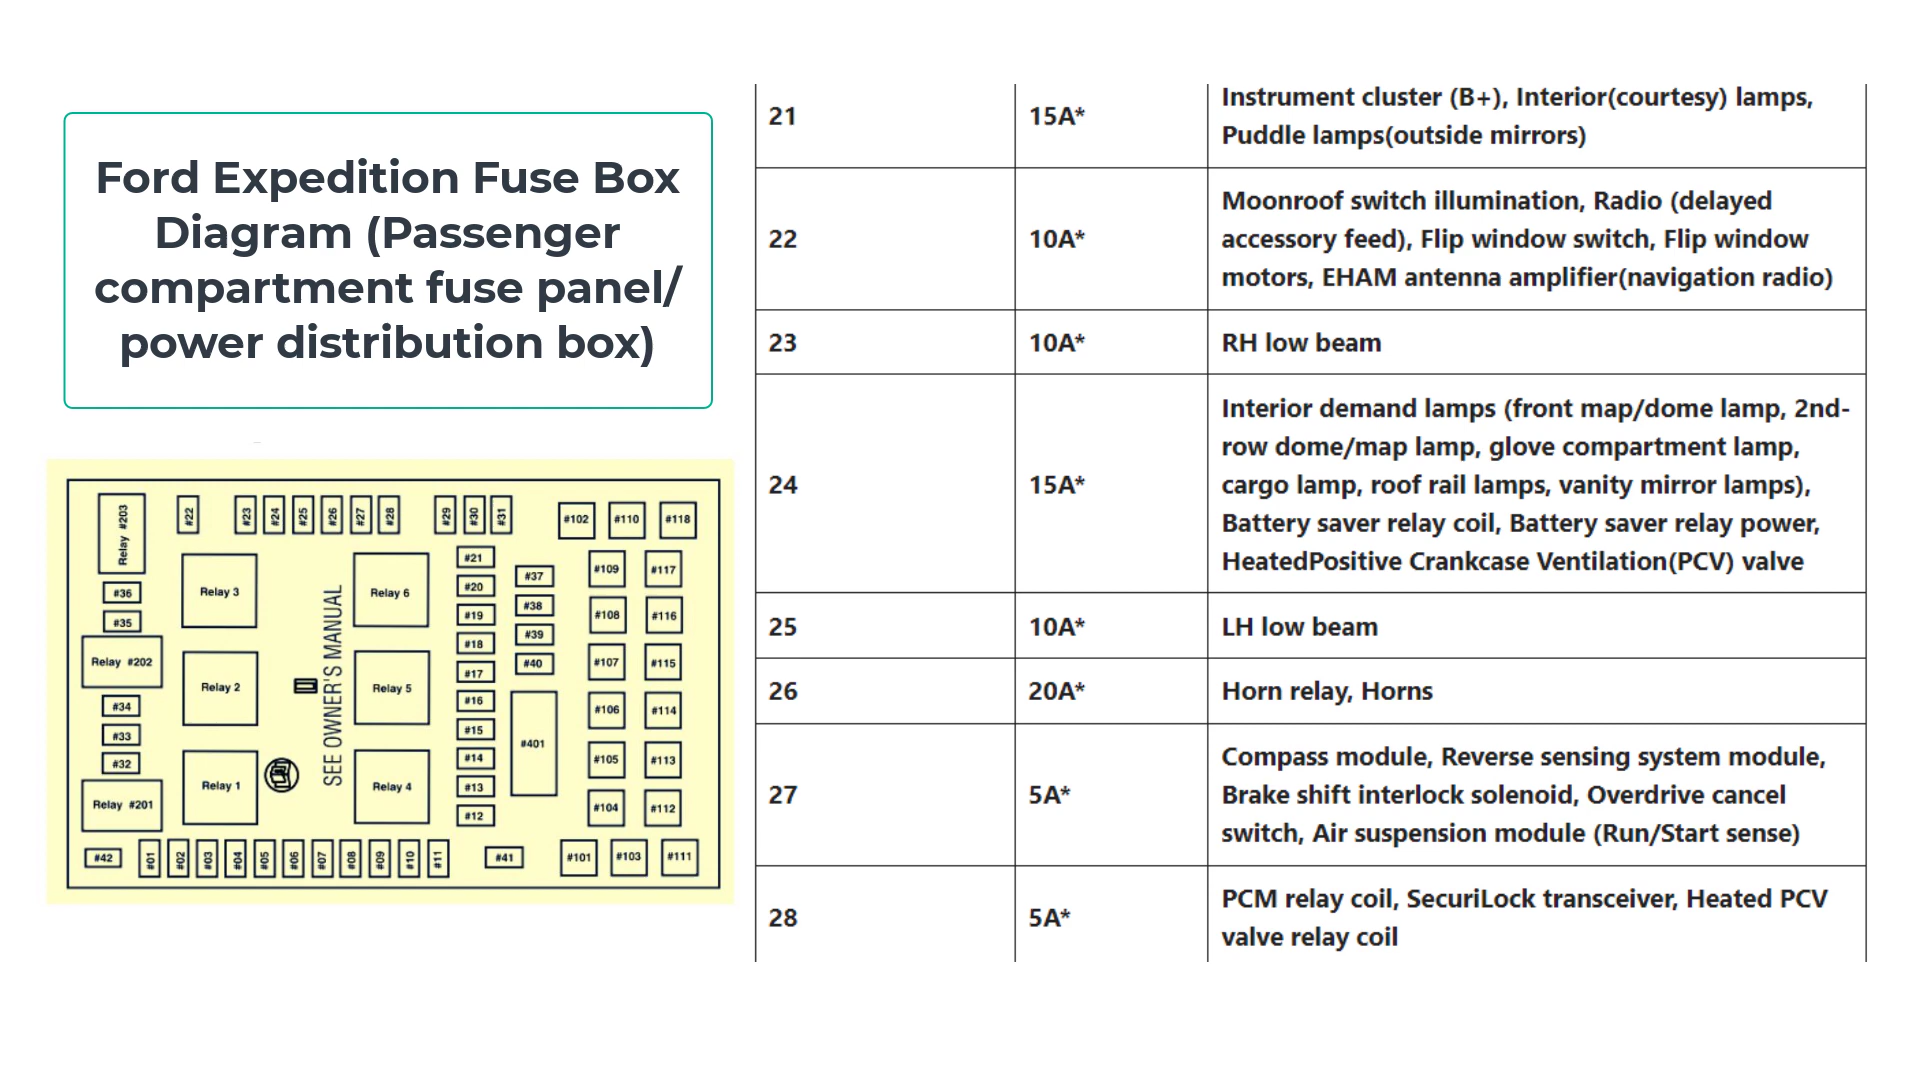 Ford Expedition Fuse Box
Diagram (Passenger
compartment fuse panel/
power distribution box)
Relay #203
#22
#23
#24
#25
#26
#27
#28
#29
#30
#31
#102
#110
#118
#36
#35
Relay #202
#34
#33
#32
Relay #201
Relay 3
Relay 2
Relay 1
SEE OWNER'S MANUAL
Relay 6
Relay 5
Relay 4
#21
#20
#19
#18
#17
#16
#15
#14
#13
#12
#37
#38
#39
#40
#401
#109
#117
#108
#116
#107
#115
#106
#114
#105
#113
#104
#112
#42
#01
#02
#03
#04
#05
#06
#07
#08
#09
#10
#11
#41
#101
#103
#111
21
15A*
Instrument cluster (B+), Interior(courtesy) lamps,
Puddle lamps(outside mirrors)
22
10A*
Moonroof switch illumination, Radio (delayed
accessory feed), Flip window switch, Flip window
motors, EHAM antenna amplifier(navigation radio)
23
10A*
RH low beam
24
15A*
Interior demand lamps (front map/dome lamp, 2nd-
row dome/map lamp, glove compartment lamp,
cargo lamp, roof rail lamps, vanity mirror lamps),
Battery saver relay coil, Battery saver relay power,
HeatedPositive Crankcase Ventilation(PCV) valve
25
10A*
LH low beam
26
20A*
Horn relay, Horns
27
5A*
Compass module, Reverse sensing system module,
Brake shift interlock solenoid, Overdrive cancel
switch, Air suspension module (Run/Start sense)
28
5A*
PCM relay coil, SecuriLock transceiver, Heated PCV
valve relay coil